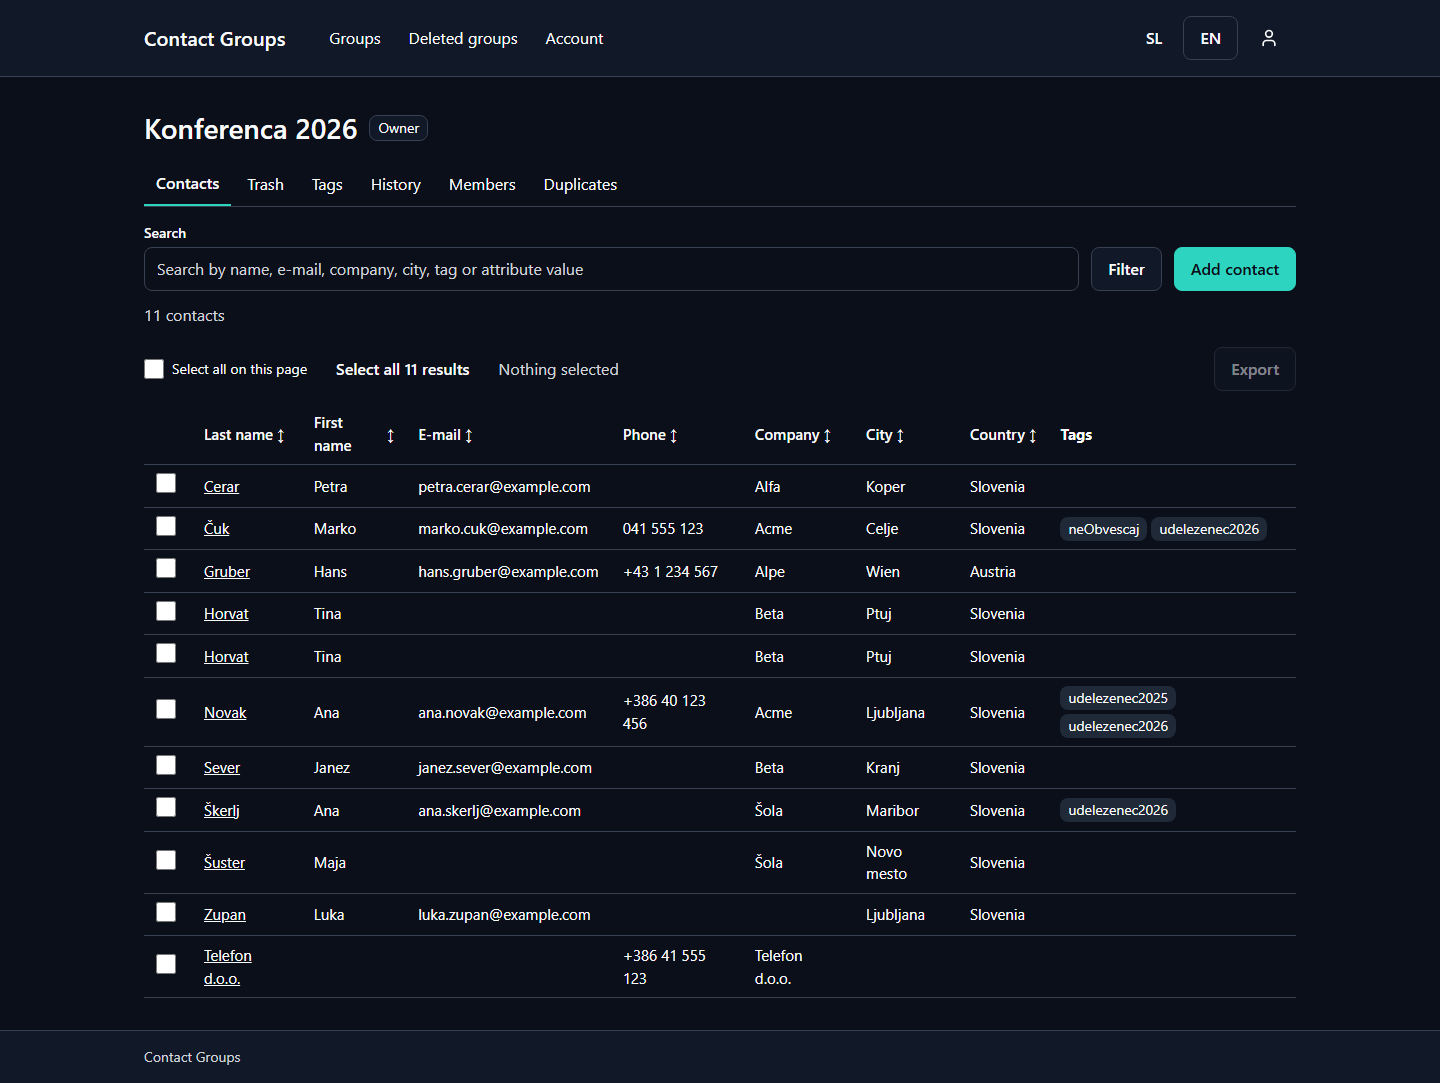 Contact Groups Groups Deleted groups Account SL EN
Konferenca 2026 Owner
Contacts Trash Tags History Members Duplicates
Search
Search by name, e-mail, company, city, tag or attribute value Filter Add contact
11 contacts
Select all on this page Select all 11 results Nothing selected Export
Last name First name E-mail Phone Company City Country Tags
Cerar Petra petra.cerar@example.com Alfa Koper Slovenia
Čuk Marko marko.cuk@example.com 041 555 123 Acme Celje Slovenia neObvescaj udelezenec2026
Gruber Hans hans.gruber@example.com +43 1 234 567 Alpe Wien Austria
Horvat Tina Beta Ptuj Slovenia
Horvat Tina Beta Ptuj Slovenia
Novak Ana ana.novak@example.com +386 40 123 456 Acme Ljubljana Slovenia udelezenec2025 udelezenec2026
Sever Janez janez.sever@example.com Beta Kranj Slovenia
Škerlj Ana ana.skerlj@example.com Šola Maribor Slovenia udelezenec2026
Šuster Maja Šola Novo mesto Slovenia
Zupan Luka luka.zupan@example.com Ljubljana Slovenia
Telefon d.o.o. +386 41 555 123 Telefon d.o.o.
Contact Groups